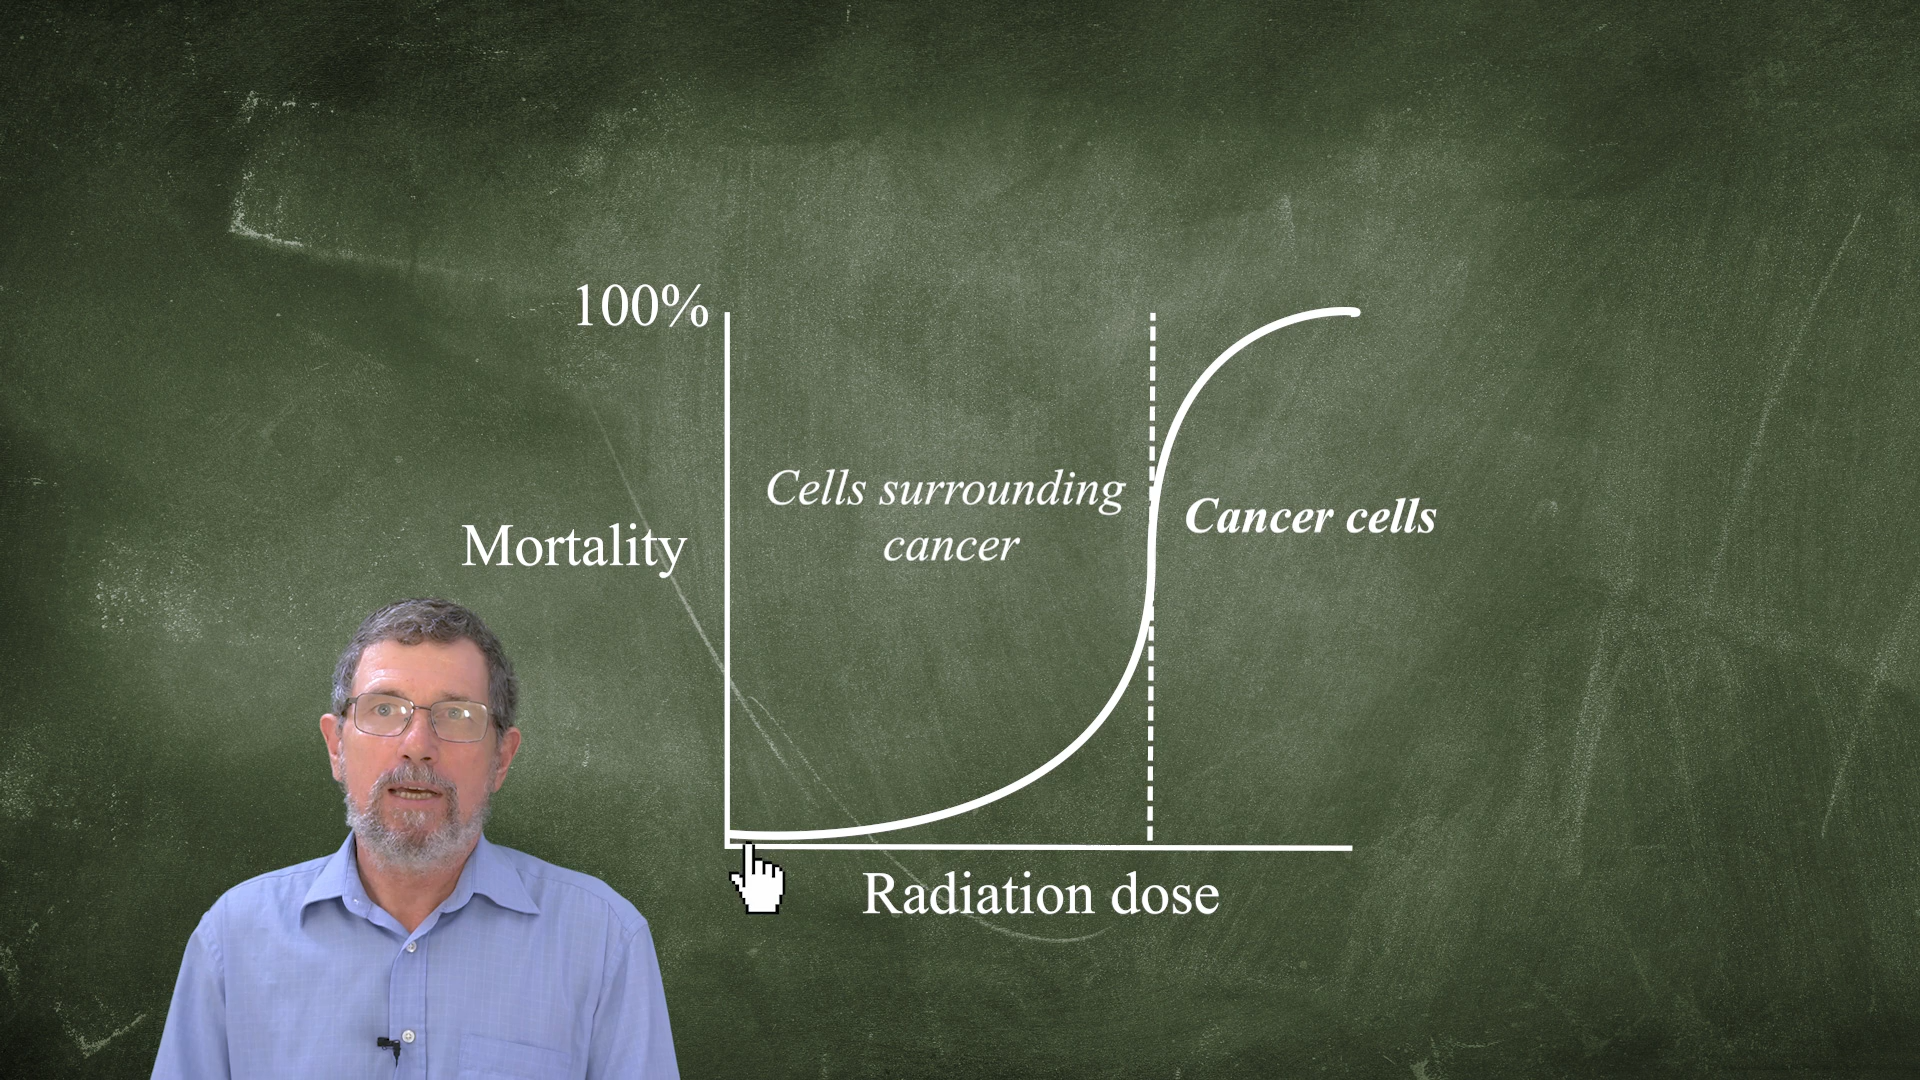 100%
Mortality
Cells surrounding
cancer
Cancer cells
Radiation dose